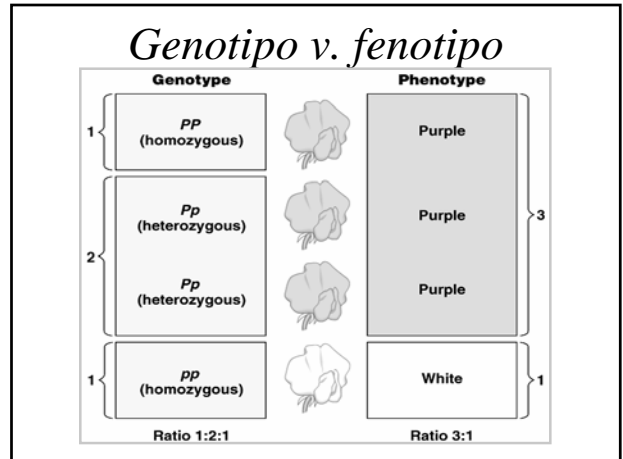 Genotipo v. fenotipo
Genotype Phenotype
1 PP Purple
(homozygous)
Pp Purple
(heterozygous)
2 3
Pp Purple
(heterozygous)
1 pp White 1
(homozygous)
Ratio 1:2:1 Ratio 3:1